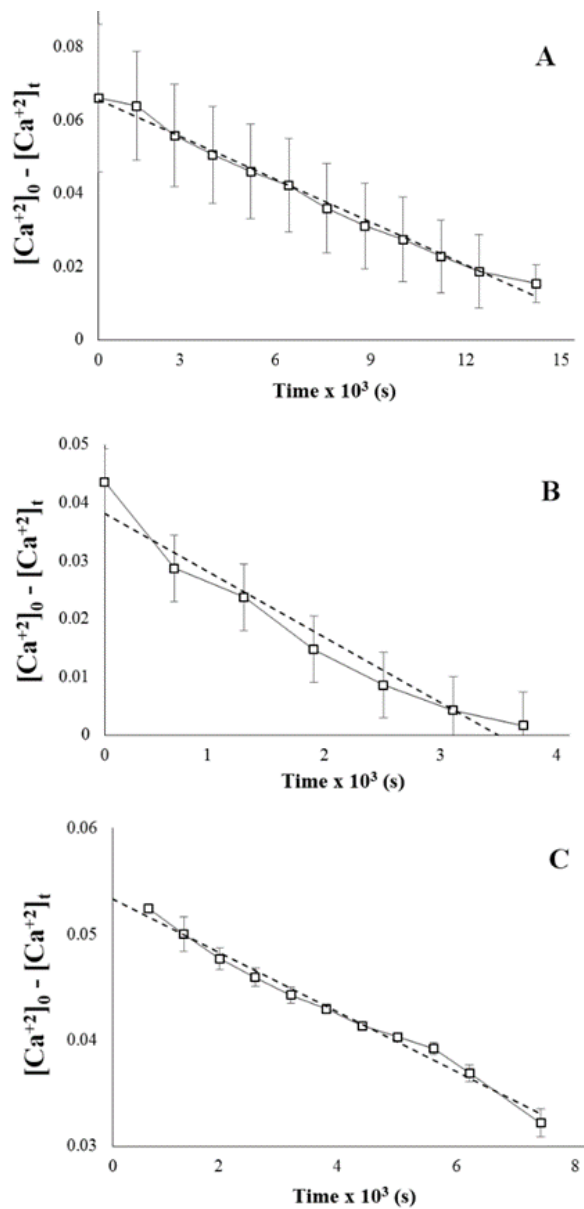 A
0.08
0.06
0.04
0.02
0
[Ca⁺²]₀ - [Ca⁺²]ₜ
0 3 6 9 12 15
Time x 10³ (s)
B
0.05
0.04
0.03
0.02
0.01
0
[Ca⁺²]₀ - [Ca⁺²]ₜ
0 1 2 3 4
Time x 10³ (s)
C
0.06
0.05
0.04
0.03
[Ca⁺²]₀ - [Ca⁺²]ₜ
0 2 4 6 8
Time x 10³ (s)